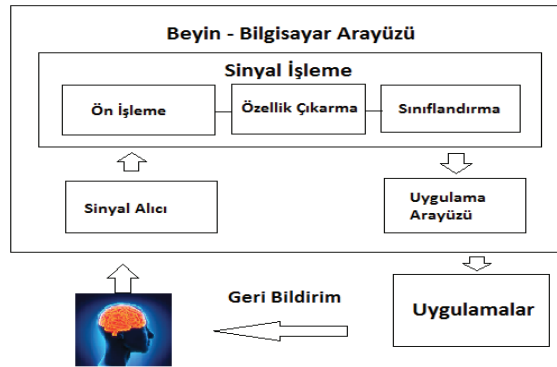 Beyin - Bilgisayar Arayüzü
Sinyal İşleme
Ön İşleme
Özellik Çıkarma
Sınıflandırma
Sinyal Alıcı
Uygulama
Arayüzü
Geri Bildirim
Uygulamalar